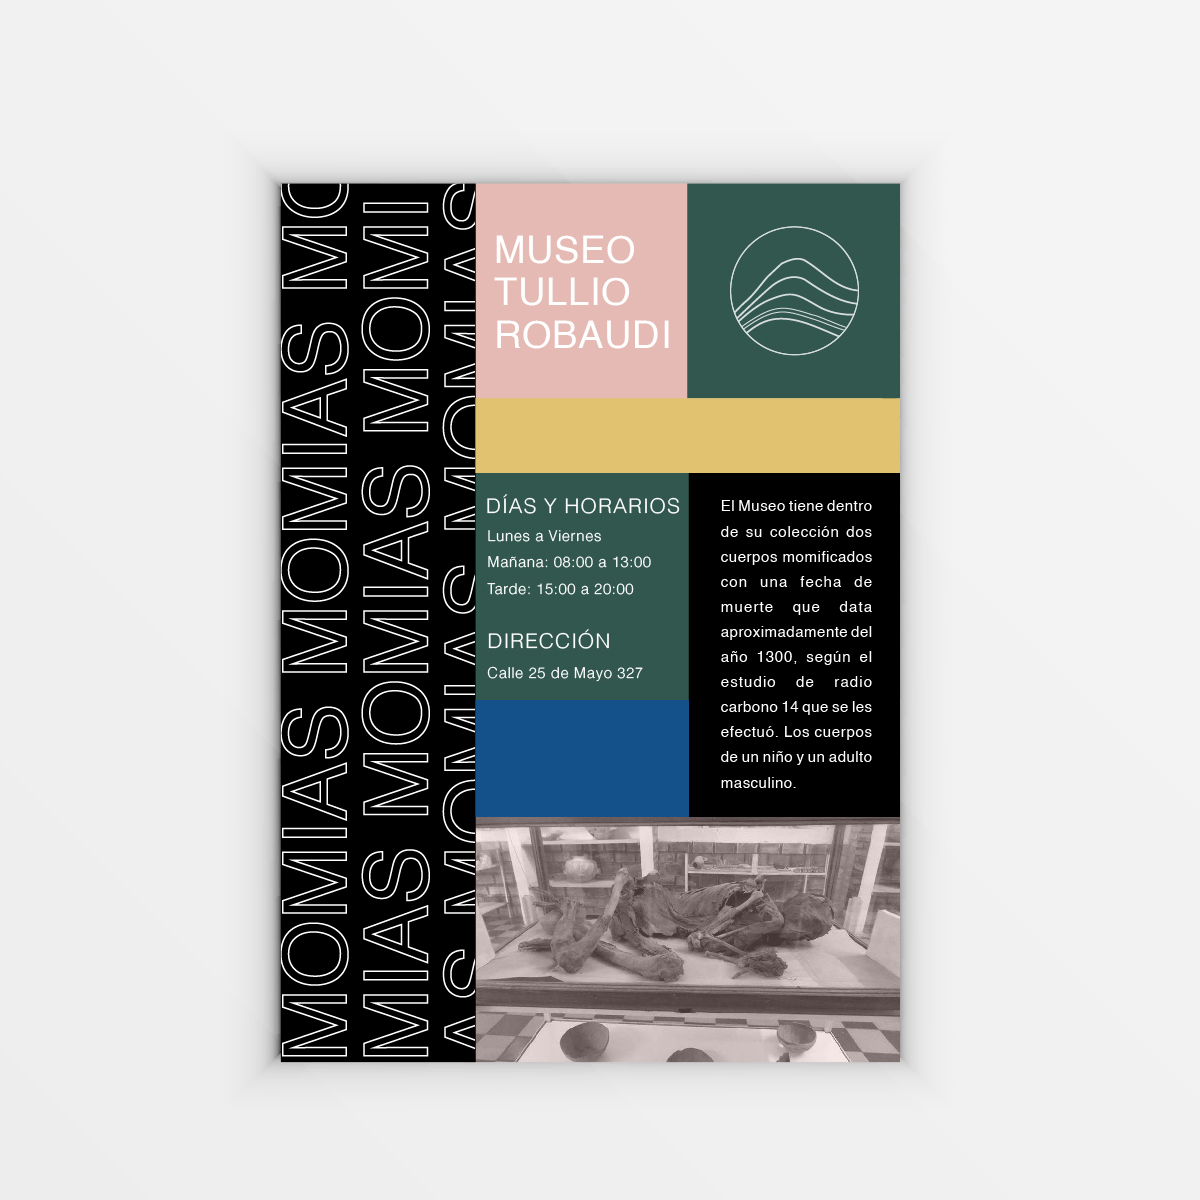 MOMIAS MOMIAS MO
MIAS MOMIAS MOMI
AS MOMIAS MOMIAS
MUSEO
TULLIO
ROBAUDI
DÍAS Y HORARIOS
Lunes a Viernes
Mañana: 08:00 a 13:00
Tarde: 15:00 a 20:00
DIRECCIÓN
Calle 25 de Mayo 327
El Museo tiene dentro
de su colección dos
cuerpos momificados
con una fecha de
muerte que data
aproximadamente del
año 1300, según el
estudio de radio
carbono 14 que se les
efectuó. Los cuerpos
de un niño y un adulto
masculino.